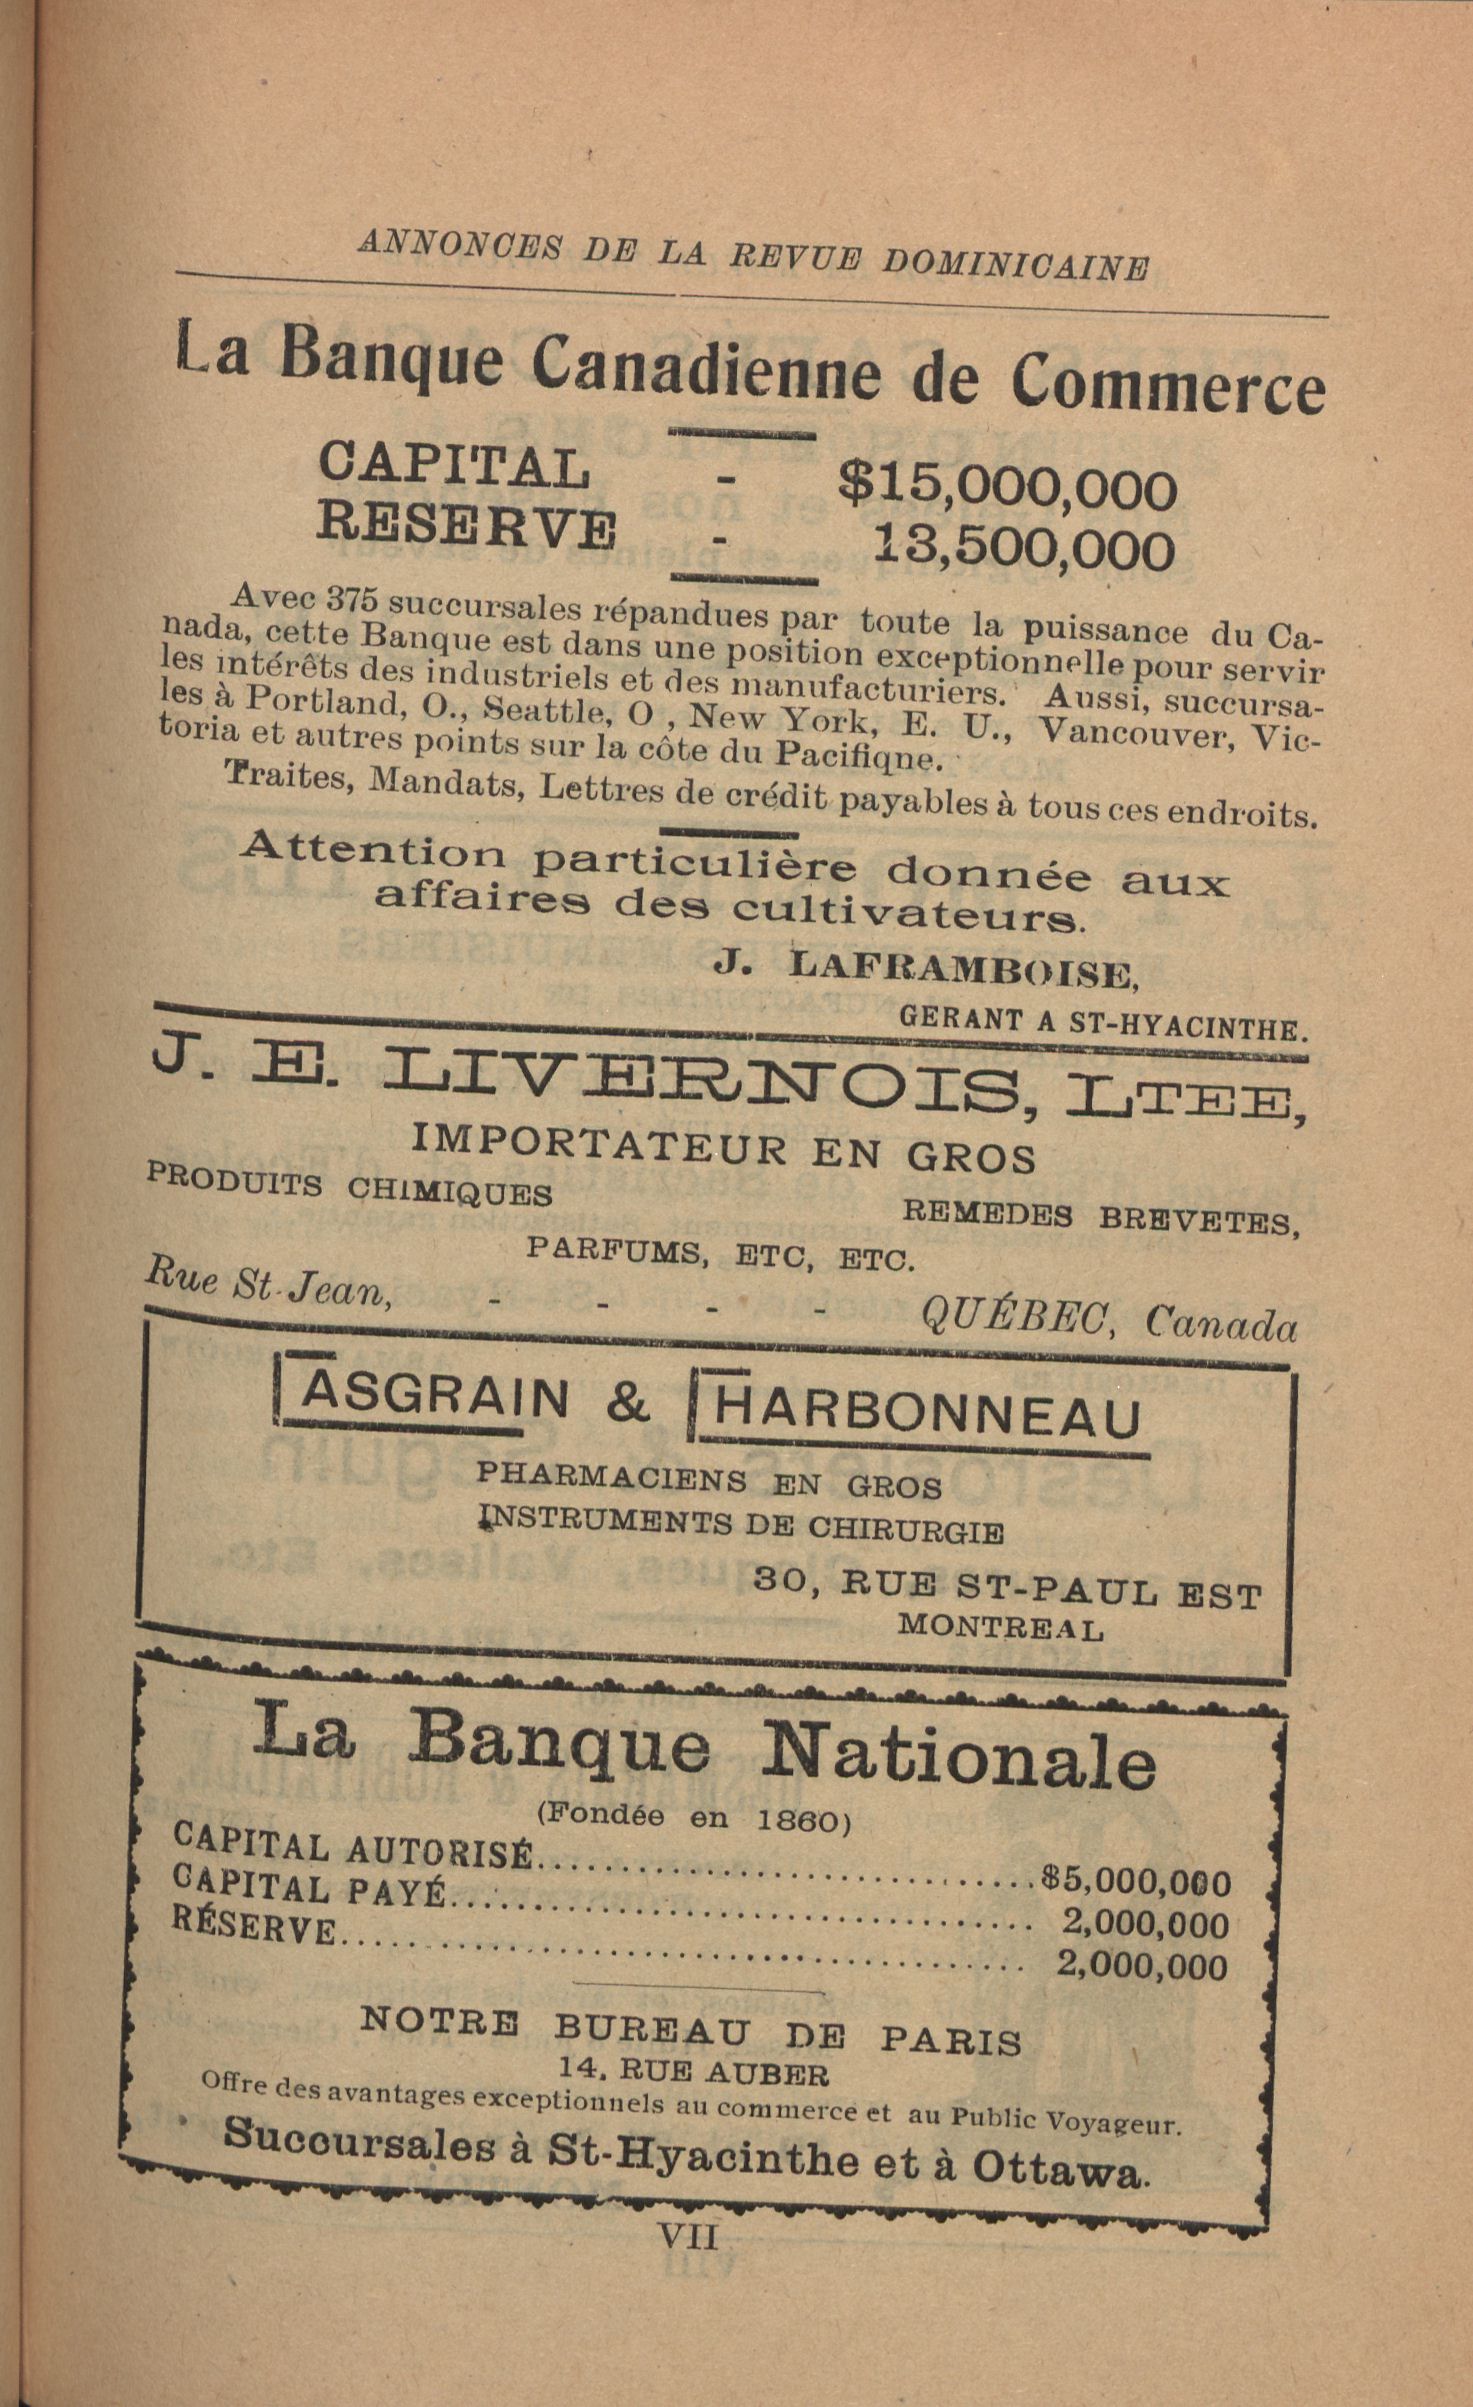 ANNONCES DE LA REVUE DOMINICAINE
La Banque Canadienne de Commerce
CAPITAL - $15,000,000
RESERVE - 13,500,000
Avec 375 succursales répandues par toute la puissance du Ca-
nada, cette Banque est dans une position exceptionnelle pour servir
les intérêts des industriels et des manufacturiers. Aussi, succursa-
les à Portland, O., Seattle, O , New York, E. U., Vancouver, Vic-
toria et autres points sur la côte du Pacifiqne.
Traites, Mandats, Lettres de crédit payables à tous ces endroits.
Attention particulière donnée aux
affaires des cultivateurs.
J. LAFRAMBOISE,
GERANT A ST-HYACINTHE.
J. E. LIVERNOIS, LTEE,
IMPORTATEUR EN GROS
PRODUITS CHIMIQUES REMEDES BREVETES,
PARFUMS, ETC, ETC.
Rue St-Jean, - - - - QUÉBEC, Canada
LASGRAIN & CHARBONNEAU
PHARMACIENS EN GROS
INSTRUMENTS DE CHIRURGIE
30, RUE ST-PAUL EST
MONTREAL
La Banque Nationale
(Fondée en 1860)
CAPITAL AUTORISÉ.......................................$5,000,000
CAPITAL PAYÉ............................................. 2,000,000
RÉSERVE.................................................... 2,000,000
NOTRE BUREAU DE PARIS
14, RUE AUBER
Offre des avantages exceptionnels au commerce et au Public Voyageur.
Succursales à St-Hyacinthe et à Ottawa.
VII